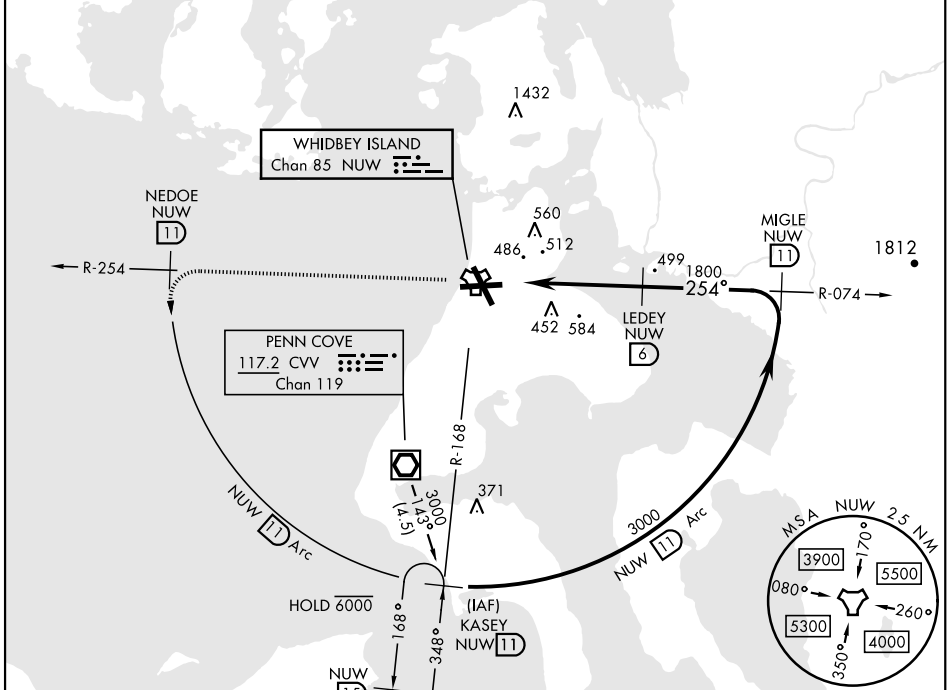 1432
WHIDBEY ISLAND
Chan 85 NUW
NEDOE
NUW
11
R-254
560
486
512
499
1800
254°
MIGLE
NUW
11
1812
R-074
452
584
LEDEY
NUW
6
PENN COVE
117.2 CVV
Chan 119
R-168
3000
143°
(4.5)
371
NUW 11 Arc
3000
NUW 11 Arc
HOLD 6000
168°
348°
(IAF)
KASEY
NUW 11
NUW
15
MSA NUW 25 NM
170°
3900
5500
080°
260°
5300
4000
350°